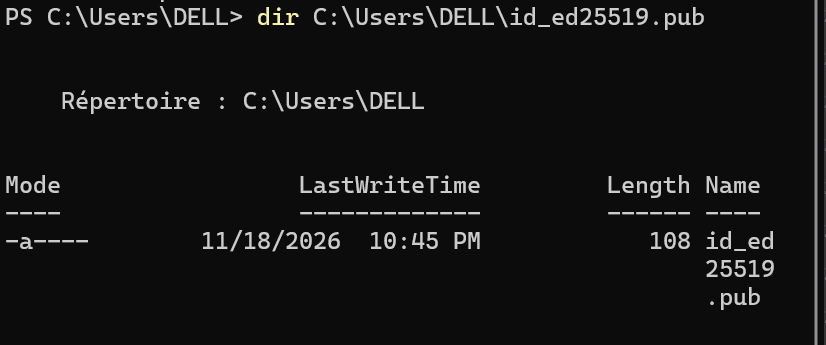 PS C:\Users\DELL> dir C:\Users\DELL\id_ed25519.pub
Répertoire : C:\Users\DELL
Mode                 LastWriteTime         Length Name
----                 -------------         ------ ----
-a----        11/18/2026  10:45 PM            108 id_ed
25519
.pub